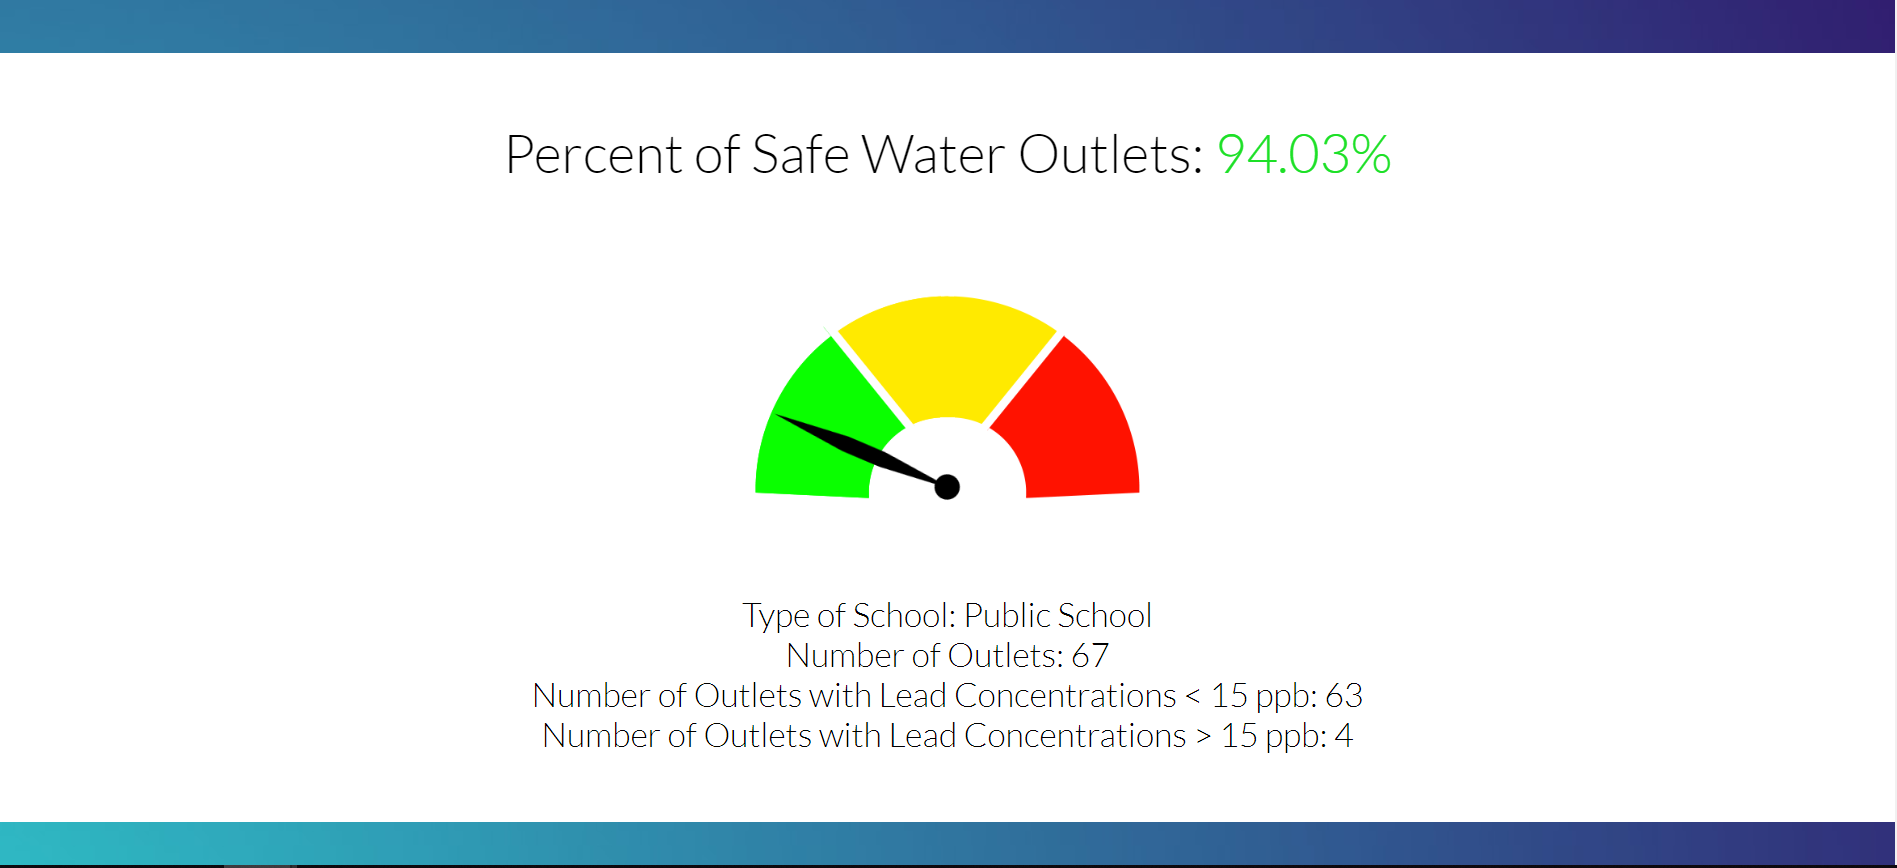 Percent of Safe Water Outlets: 94.03%
Type of School: Public School
Number of Outlets: 67
Number of Outlets with Lead Concentrations < 15 ppb: 63
Number of Outlets with Lead Concentrations > 15 ppb: 4